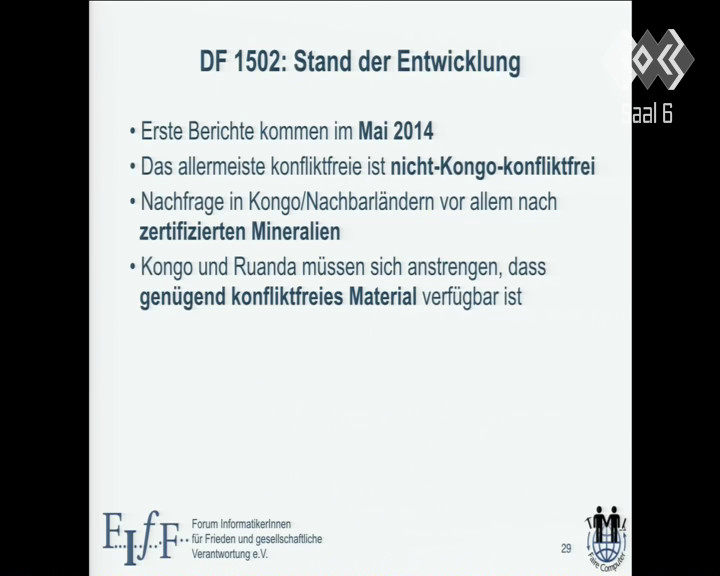 DF 1502: Stand der Entwicklung
Saal 6
• Erste Berichte kommen im Mai 2014
• Das allermeiste konfliktfreie ist nicht-Kongo-konfliktfrei
• Nachfrage in Kongo/Nachbarländern vor allem nach
zertifizierten Mineralien
• Kongo und Ruanda müssen sich anstrengen, dass
genügend konfliktfreies Material verfügbar ist
F..I..f..F..
Forum InformatikerInnen
für Frieden und gesellschaftliche
Verantwortung e.V.
29
Faire Computer